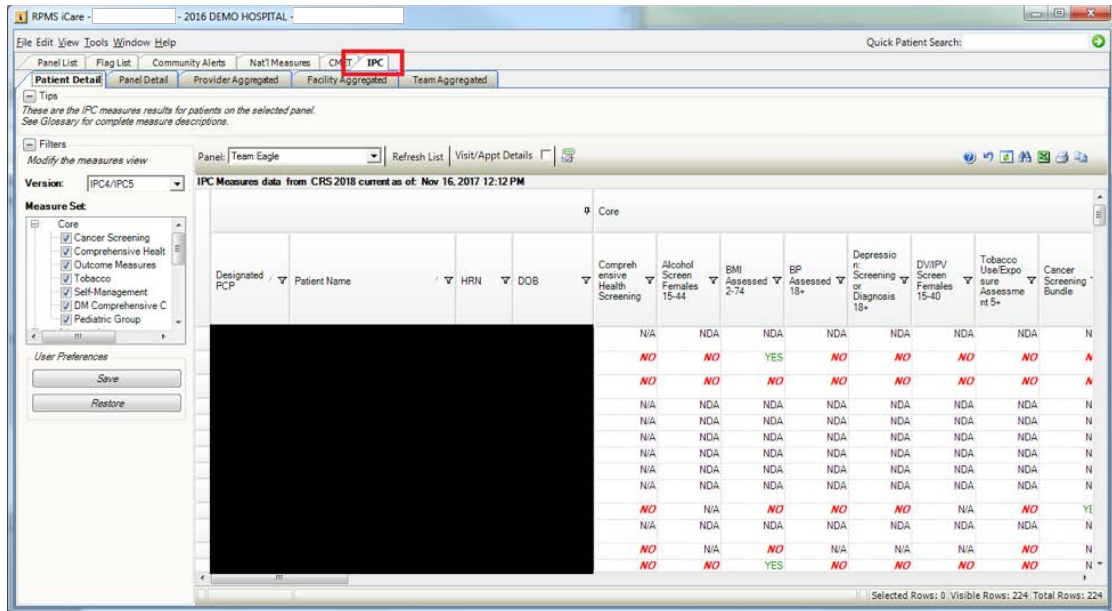 RPMS iCare - - 2016 DEMO HOSPITAL -
File Edit View Tools Window Help
Quick Patient Search:
Panel List Flag List Community Alerts Nat'l Measures CMET IPC
Patient Detail Panel Detail Provider Aggregated Facility Aggregated Team Aggregated
Tips
These are the IPC measures results for patients on the selected panel.
See Glossary for complete measure descriptions.
Filters
Modify the measures view
Version: IPC4/IPC5
Measure Set:
Core
Cancer Screening
Comprehensive Healt
Outcome Measures
Tobacco
Self-Management
DM Comprehensive C
Pediatric Group
User Preferences
Save
Restore
Panel: Team Eagle Refresh List Visit/Appt Details
IPC Measures data from CRS 2018 current as of: Nov 16, 2017 12:12 PM
Core
Designated PCP
Patient Name
HRN
DOB
Compreh
ensive
Health
Screening
Alcohol
Screen
Females
15-44
BMI
Assessed
2-74
BP
Assessed
18+
Depressio
n:
Screening
or
Diagnosis
18+
DV/IPV
Screen
Females
15-40
Tobacco
Use/Expo
sure
Assessme
nt 5+
Cancer
Screening
Bundle
N/A NDA NDA NDA NDA NDA NDA N
NO NO YES NO NO NO NO N
NO NO NO NO NO NO NO N
N/A NDA NDA NDA NDA NDA NDA N
N/A NDA NDA NDA NDA NDA NDA N
N/A NDA NDA NDA NDA NDA NDA N
N/A NDA NDA NDA NDA NDA NDA N
N/A NDA NDA NDA NDA NDA NDA N
N/A NDA NDA NDA NDA NDA NDA N
NO N/A NO NO NO N/A NO YE
N/A NDA NDA NDA NDA NDA NDA N
NO N/A NO N/A N/A N/A NO N
NO NO YES NO NO NO NO N
Selected Rows: 0 Visible Rows: 224 Total Rows: 224